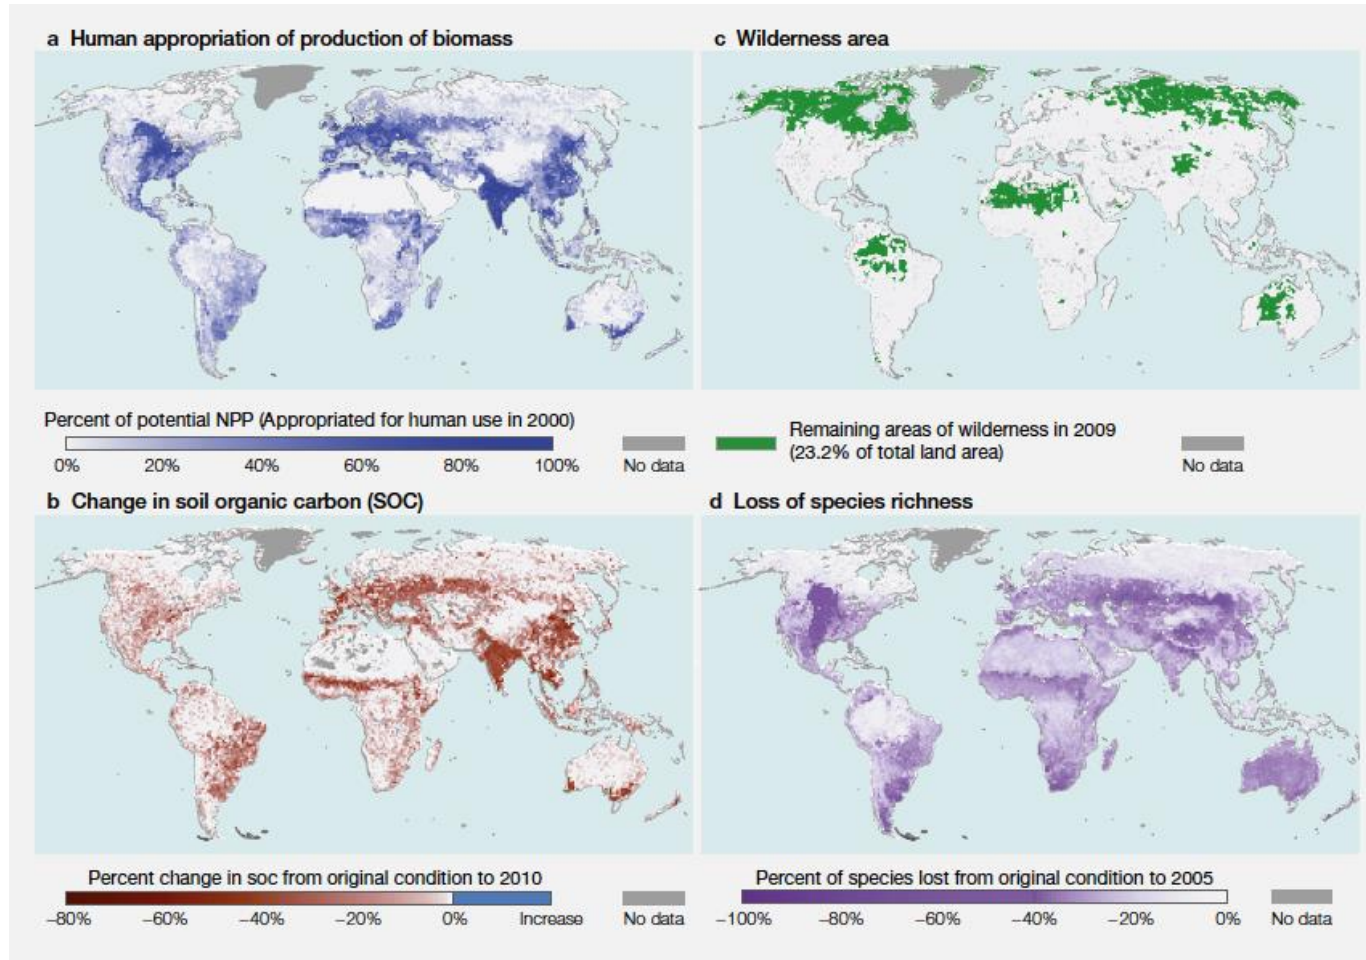 a Human appropriation of production of biomass
c Wilderness area
Percent of potential NPP (Appropriated for human use in 2000)
0% 20% 40% 60% 80% 100% No data
Remaining areas of wilderness in 2009
(23.2% of total land area)
No data
b Change in soil organic carbon (SOC)
d Loss of species richness
Percent change in soc from original condition to 2010
–80% –60% –40% –20% 0% Increase No data
Percent of species lost from original condition to 2005
–100% –80% –60% –40% –20% 0% No data